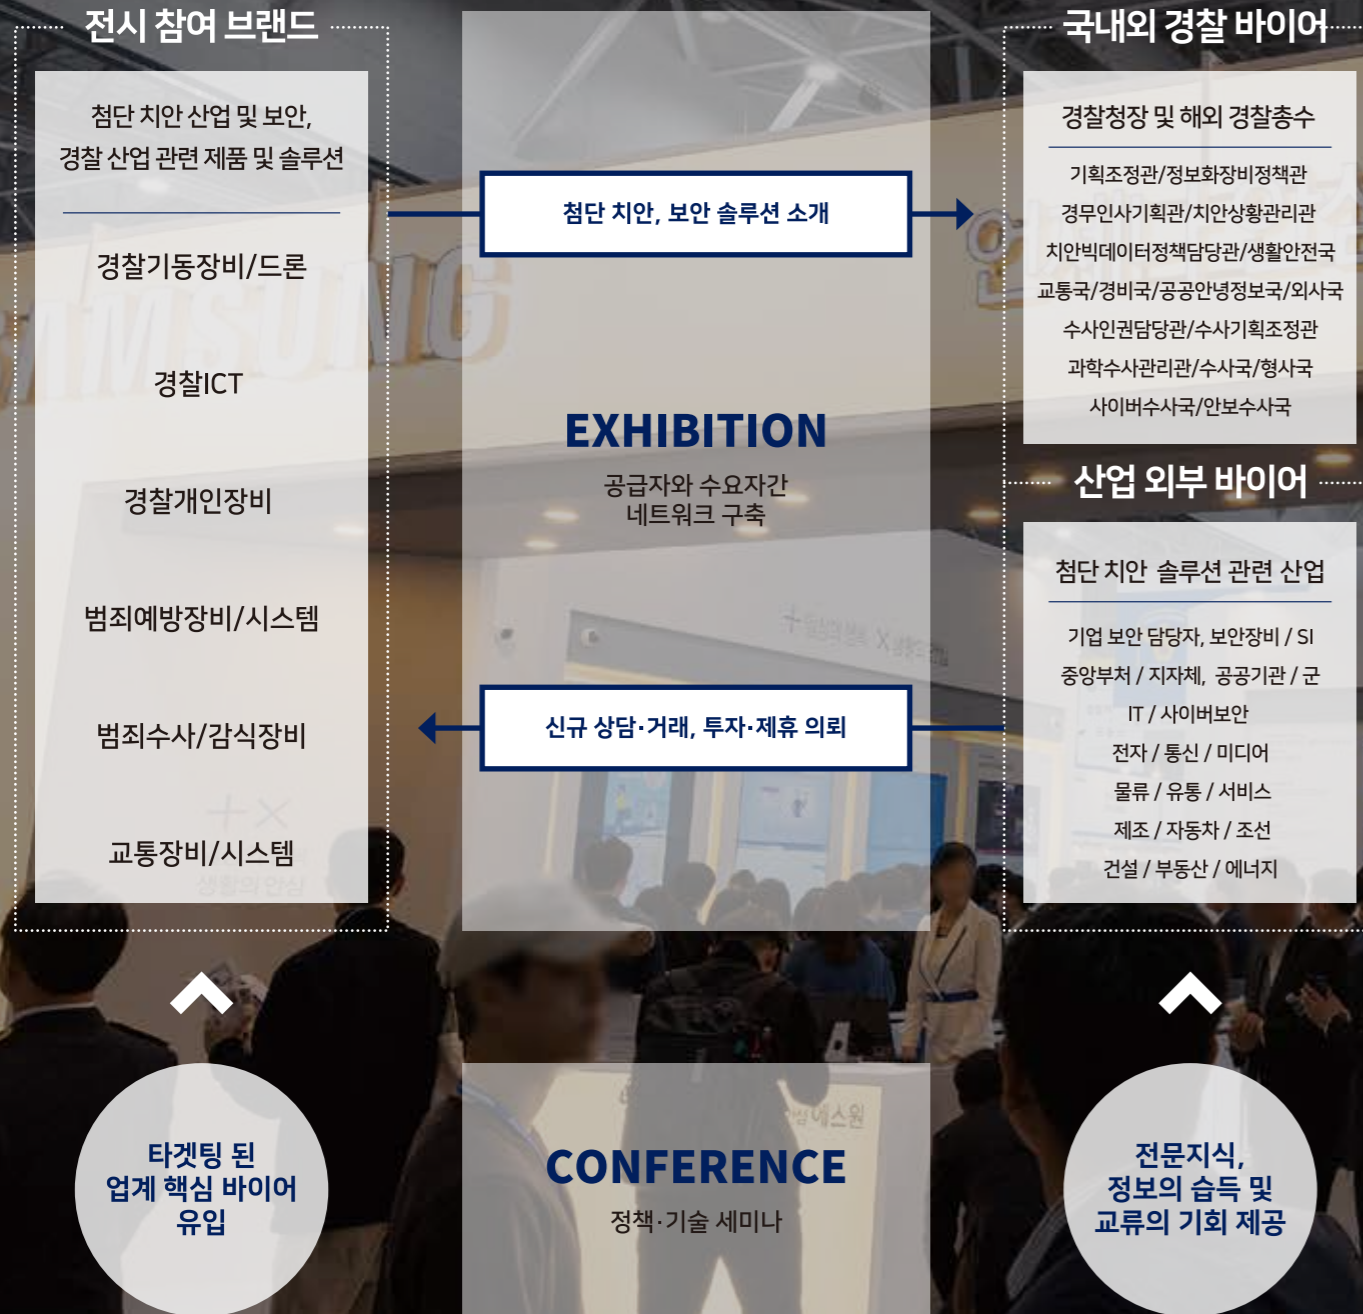 전시 참여 브랜드
첨단 치안 산업 및 보안,
경찰 산업 관련 제품 및 솔루션
경찰기동장비/드론
경찰ICT
경찰개인장비
범죄예방장비/시스템
범죄수사/감식장비
교통장비/시스템
타겟팅 된
업계 핵심 바이어
유입
첨단 치안, 보안 솔루션 소개
EXHIBITION
공급자와 수요자간
네트워크 구축
신규 상담·거래, 투자·제휴 의뢰
CONFERENCE
정책·기술 세미나
국내외 경찰 바이어
경찰청장 및 해외 경찰총수
기획조정관/정보화장비정책관
경무인사기획관/치안상황관리관
치안빅데이터정책담당관/생활안전국
교통국/경비국/공공안녕정보국/외사국
수사인권담당관/수사기획조정관
과학수사관리관/수사국/형사국
사이버수사국/안보수사국
산업 외부 바이어
첨단 치안 솔루션 관련 산업
기업 보안 담당자, 보안장비 / SI
중앙부처 / 지자체, 공공기관 / 군
IT / 사이버보안
전자 / 통신 / 미디어
물류 / 유통 / 서비스
제조 / 자동차 / 조선
건설 / 부동산 / 에너지
전문지식,
정보의 습득 및
교류의 기회 제공
SAMSUNG
생활의 안심
에스원